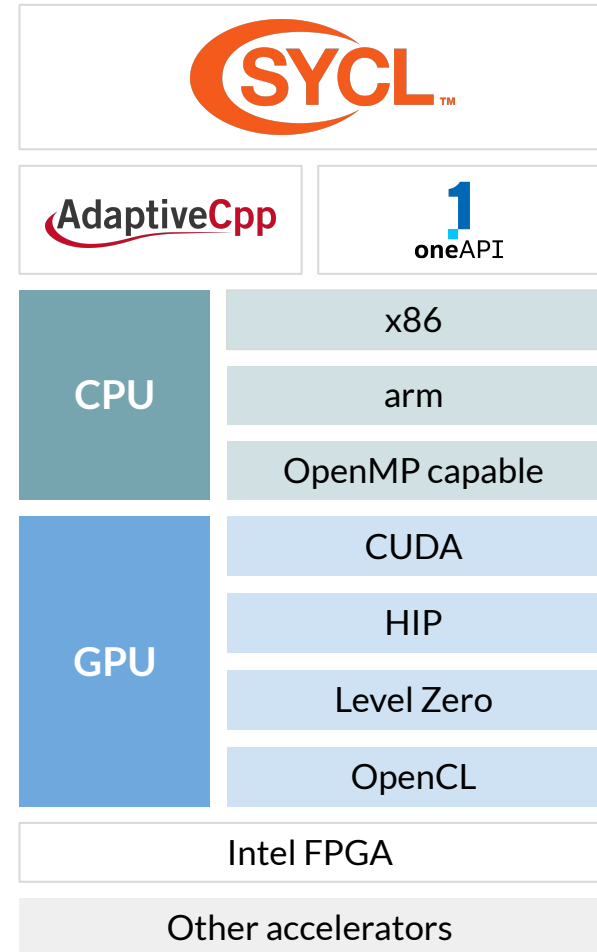 SYCL™
AdaptiveCpp
1
oneAPI
CPU
x86
arm
OpenMP capable
GPU
CUDA
HIP
Level Zero
OpenCL
Intel FPGA
Other accelerators